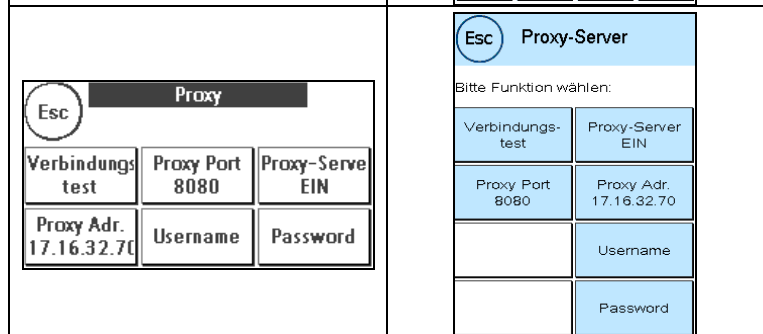 Proxy
Esc
Verbindungs
test
Proxy Port
8080
Proxy-Serve
EIN
Proxy Adr.
17.16.32.70
Username
Password
Esc
Proxy-Server
Bitte Funktion wählen:
Verbindungs-
test
Proxy-Server
EIN
Proxy Port
8080
Proxy Adr.
17.16.32.70
Username
Password